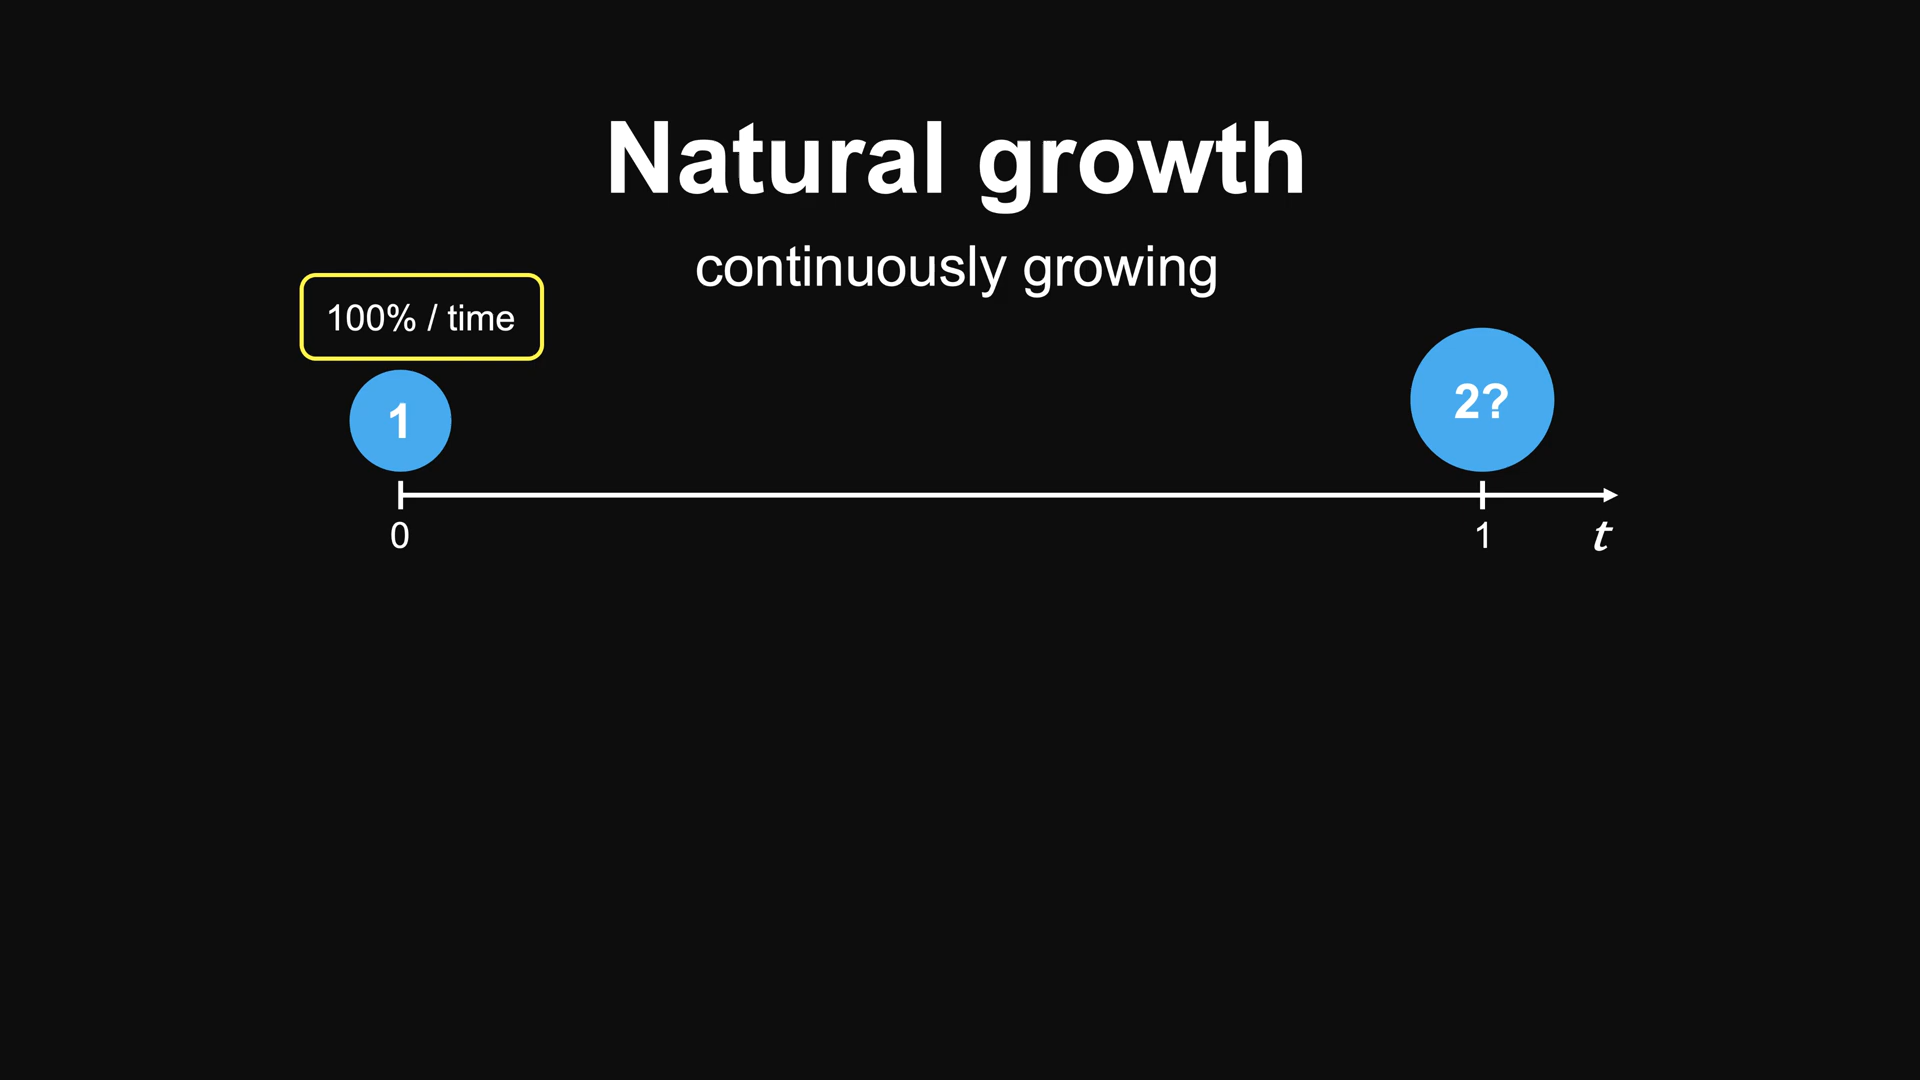 Natural growth
continuously growing
100% / time
1
2?
0
1
t